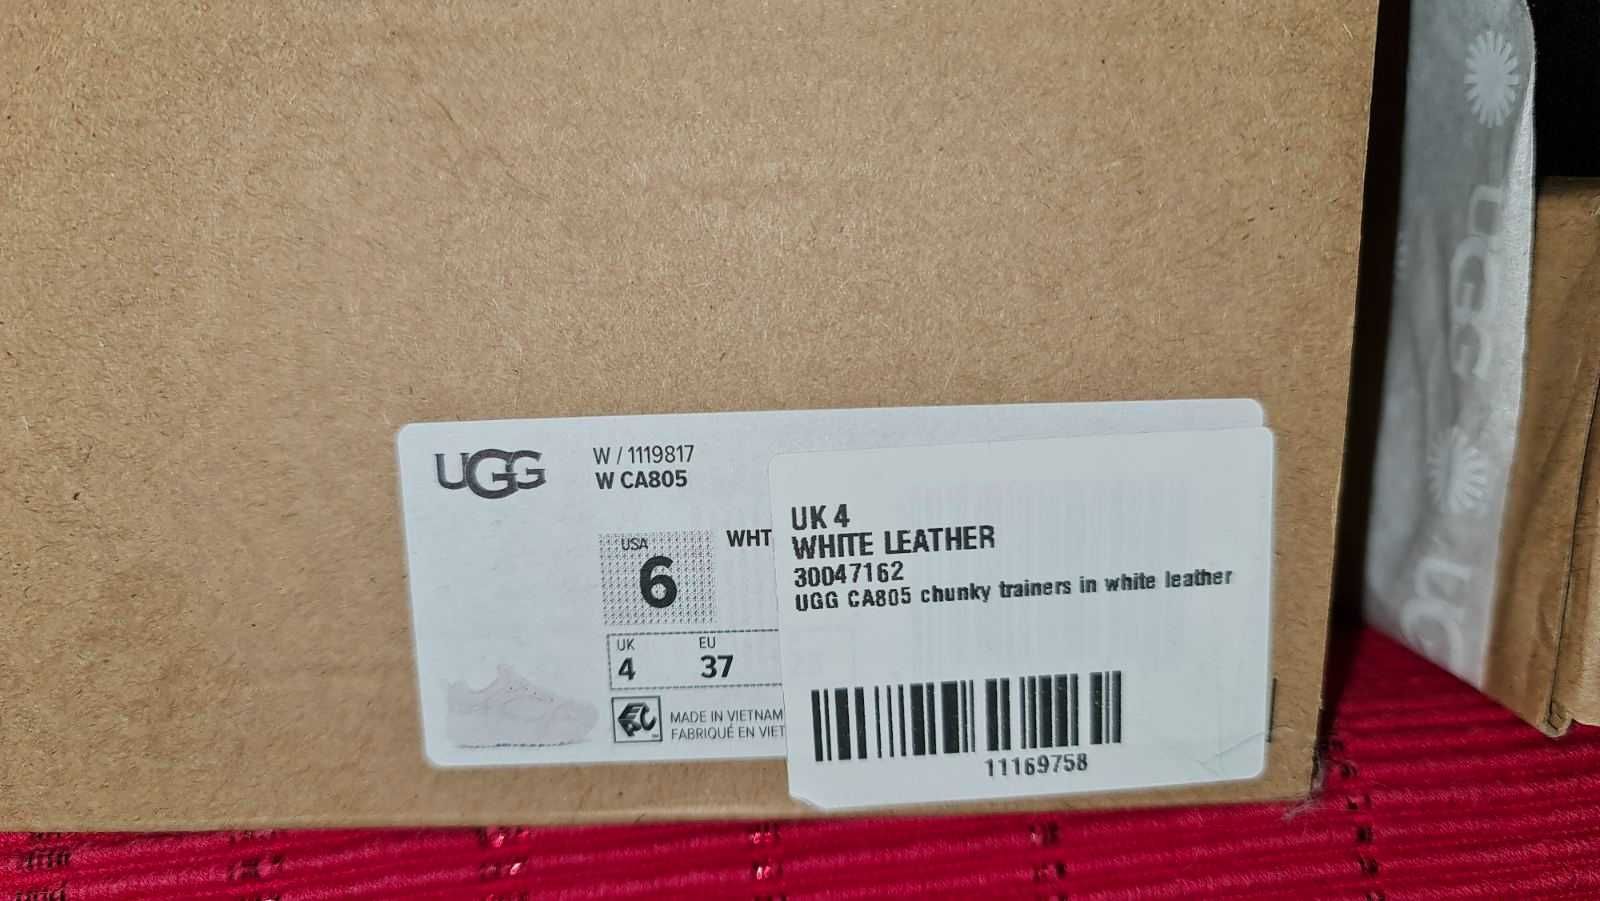 UGG
W / 1119817
W CA805
USA
6
WHT
UK
4
EU
37
MADE IN VIETNAM
FABRIQUÉ EN VIET
UK 4
WHITE LEATHER
30047162
UGG CA805 chunky trainers in white leather
11169758
UGG
UG